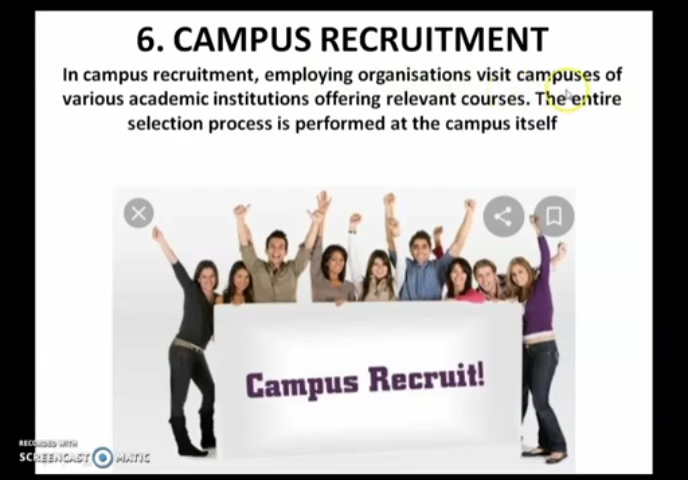 6. CAMPUS RECRUITMENT
In campus recruitment, employing organisations visit campuses of
various academic institutions offering relevant courses. The entire
selection process is performed at the campus itself
Campus Recruit!
RECORDED WITH
SCREENCAST MATIC